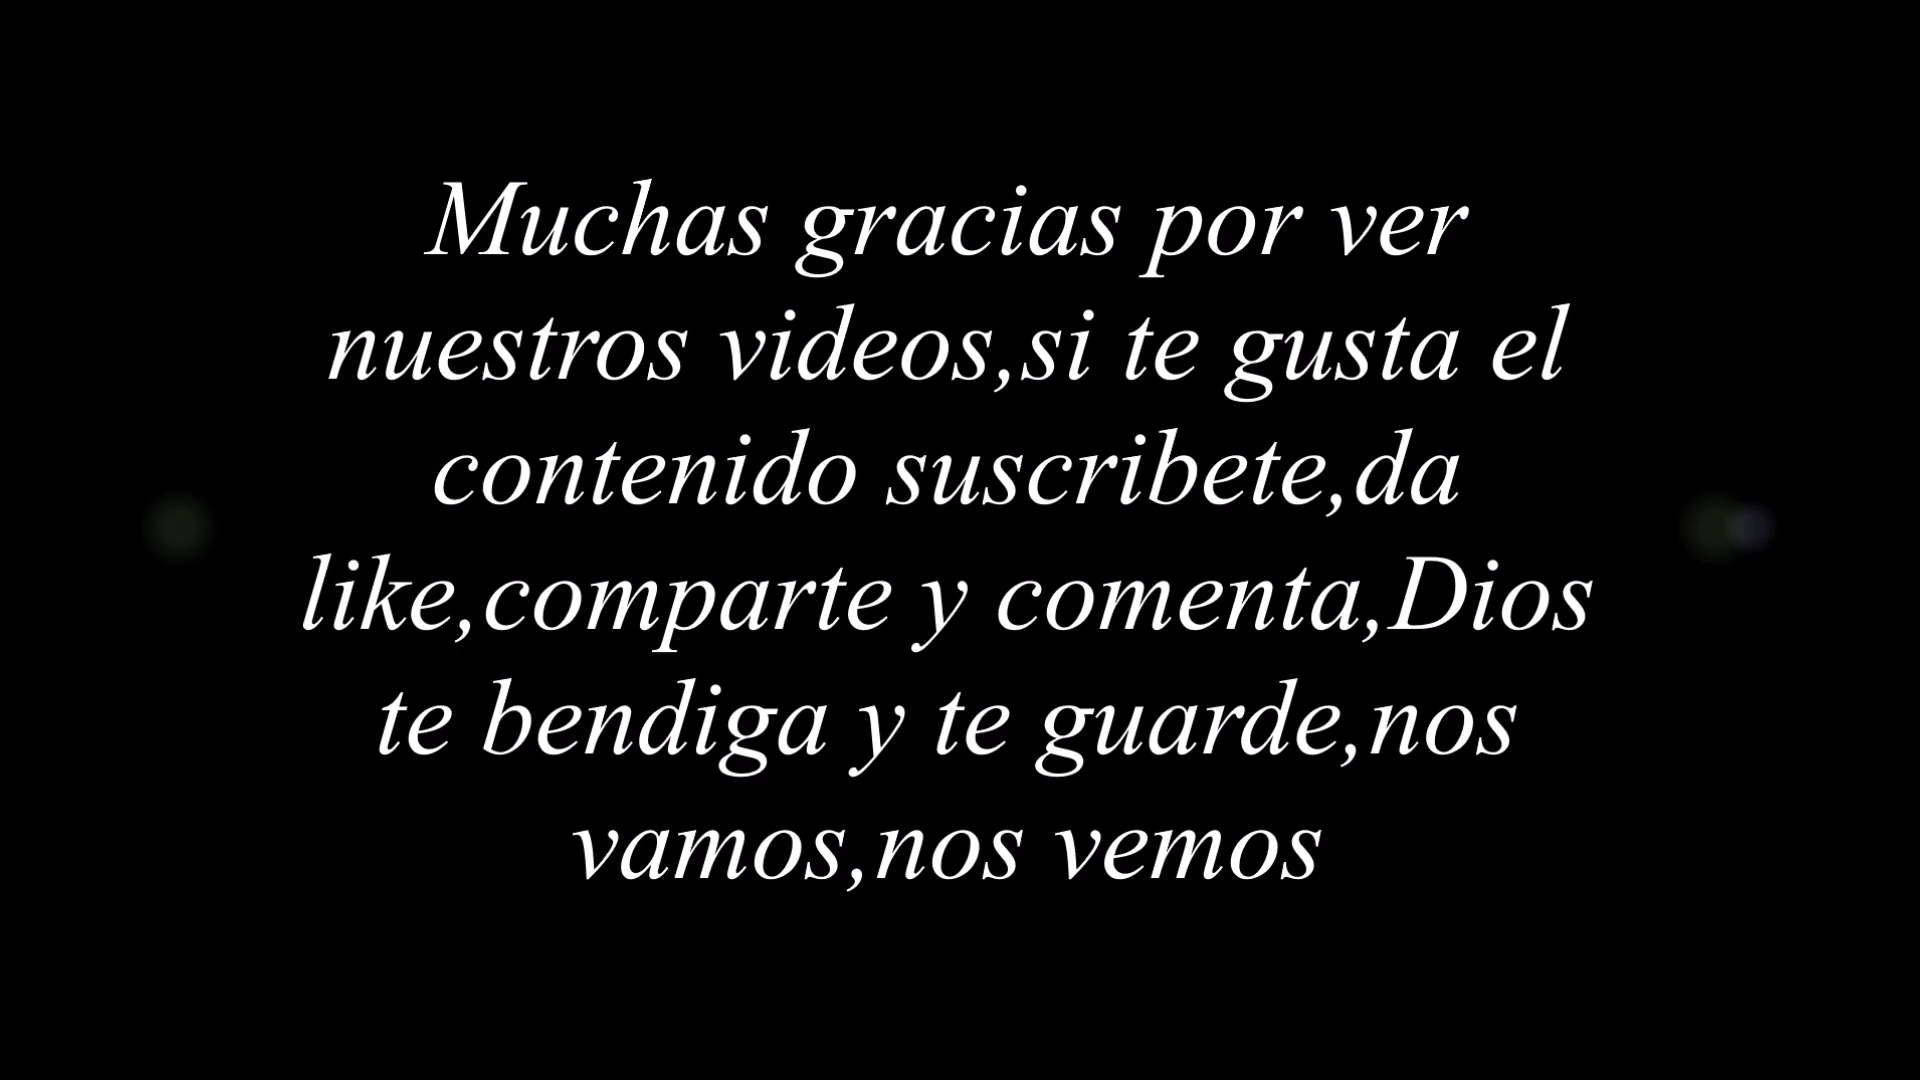 Muchas gracias por ver
nuestros videos,si te gusta el
contenido suscribete,da
like,comparte y comenta,Dios
te bendiga y te guarde,nos
vamos,nos vemos